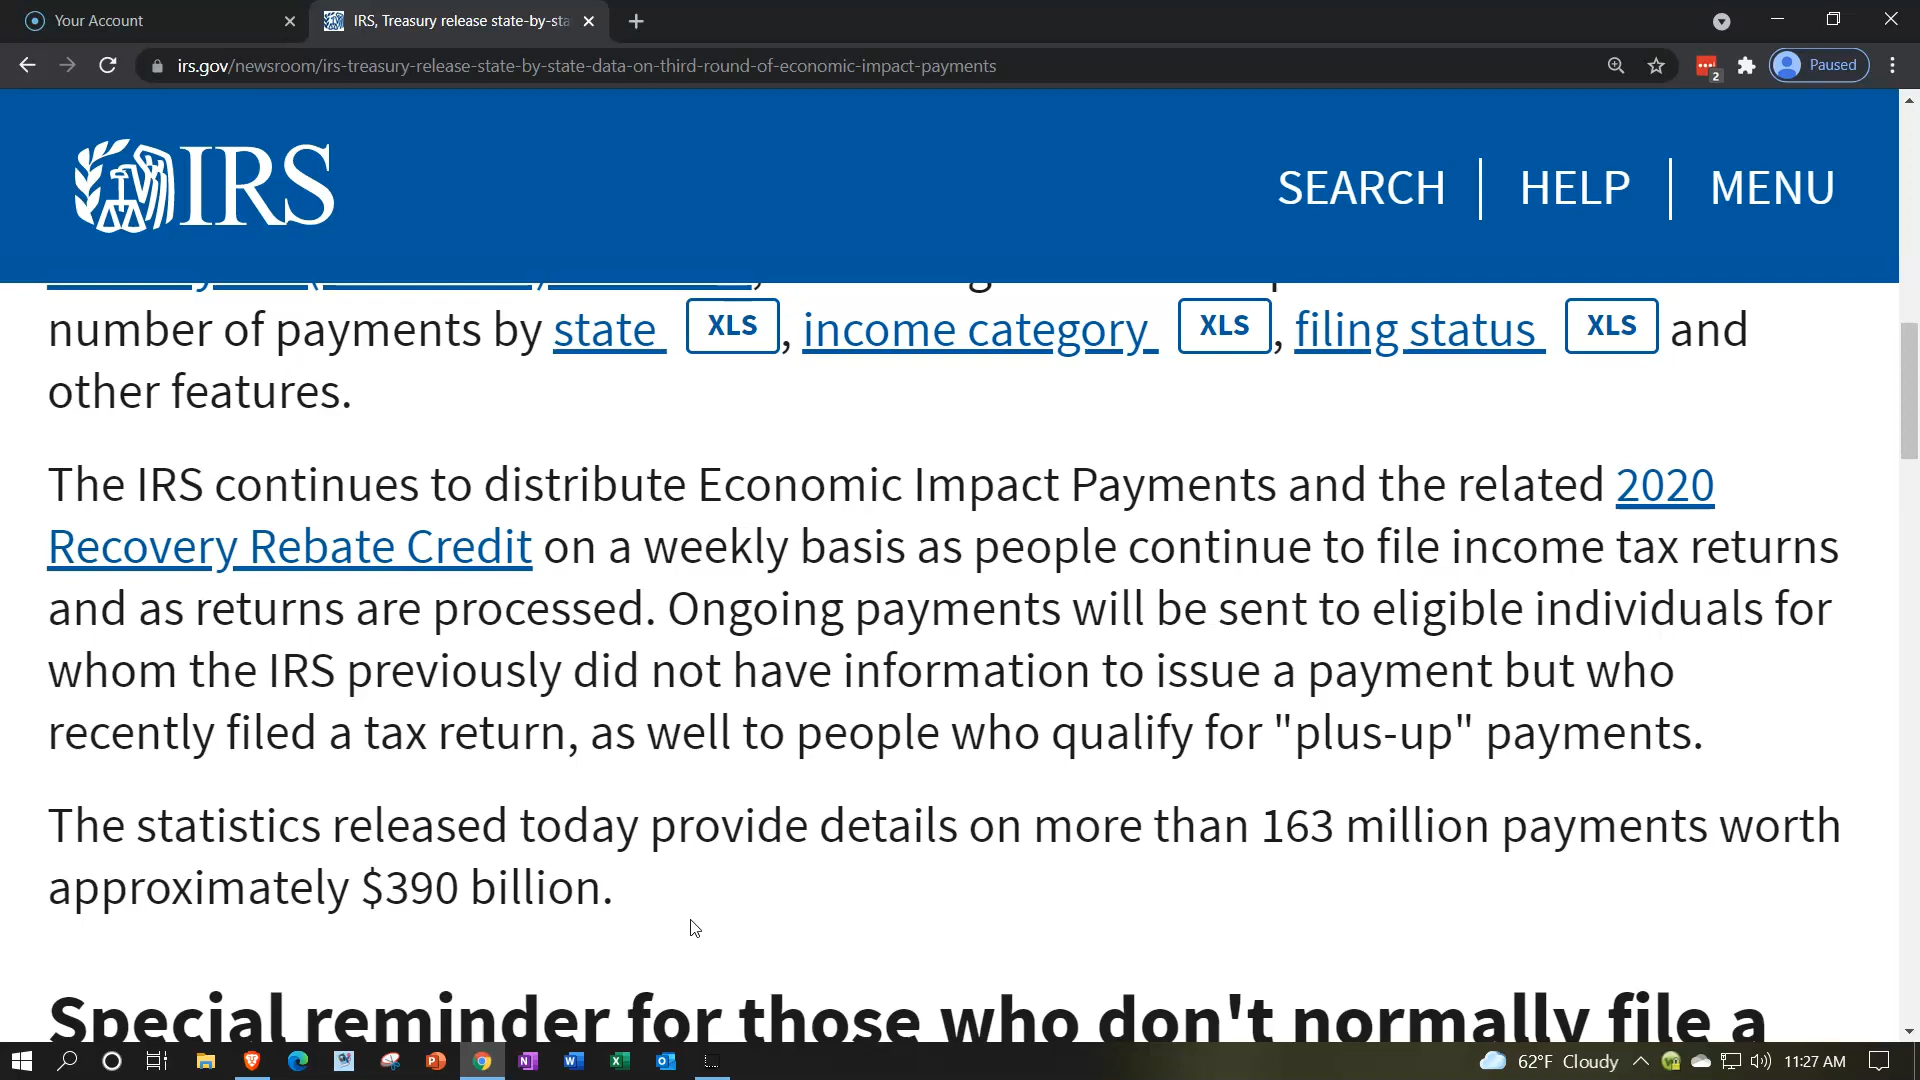 Your Account
IRS, Treasury release state-by-sta
irs.gov/newsroom/irs-treasury-release-state-by-state-data-on-third-round-of-economic-impact-payments
2
Paused
IRS
SEARCH
HELP
MENU
number of payments by state XLS, income category XLS, filing status XLS and
other features.
The IRS continues to distribute Economic Impact Payments and the related 2020
Recovery Rebate Credit on a weekly basis as people continue to file income tax returns
and as returns are processed. Ongoing payments will be sent to eligible individuals for
whom the IRS previously did not have information to issue a payment but who
recently filed a tax return, as well to people who qualify for "plus-up" payments.
The statistics released today provide details on more than 163 million payments worth
approximately $390 billion.
Special reminder for those who don't normally file a
62°F Cloudy
11:27 AM